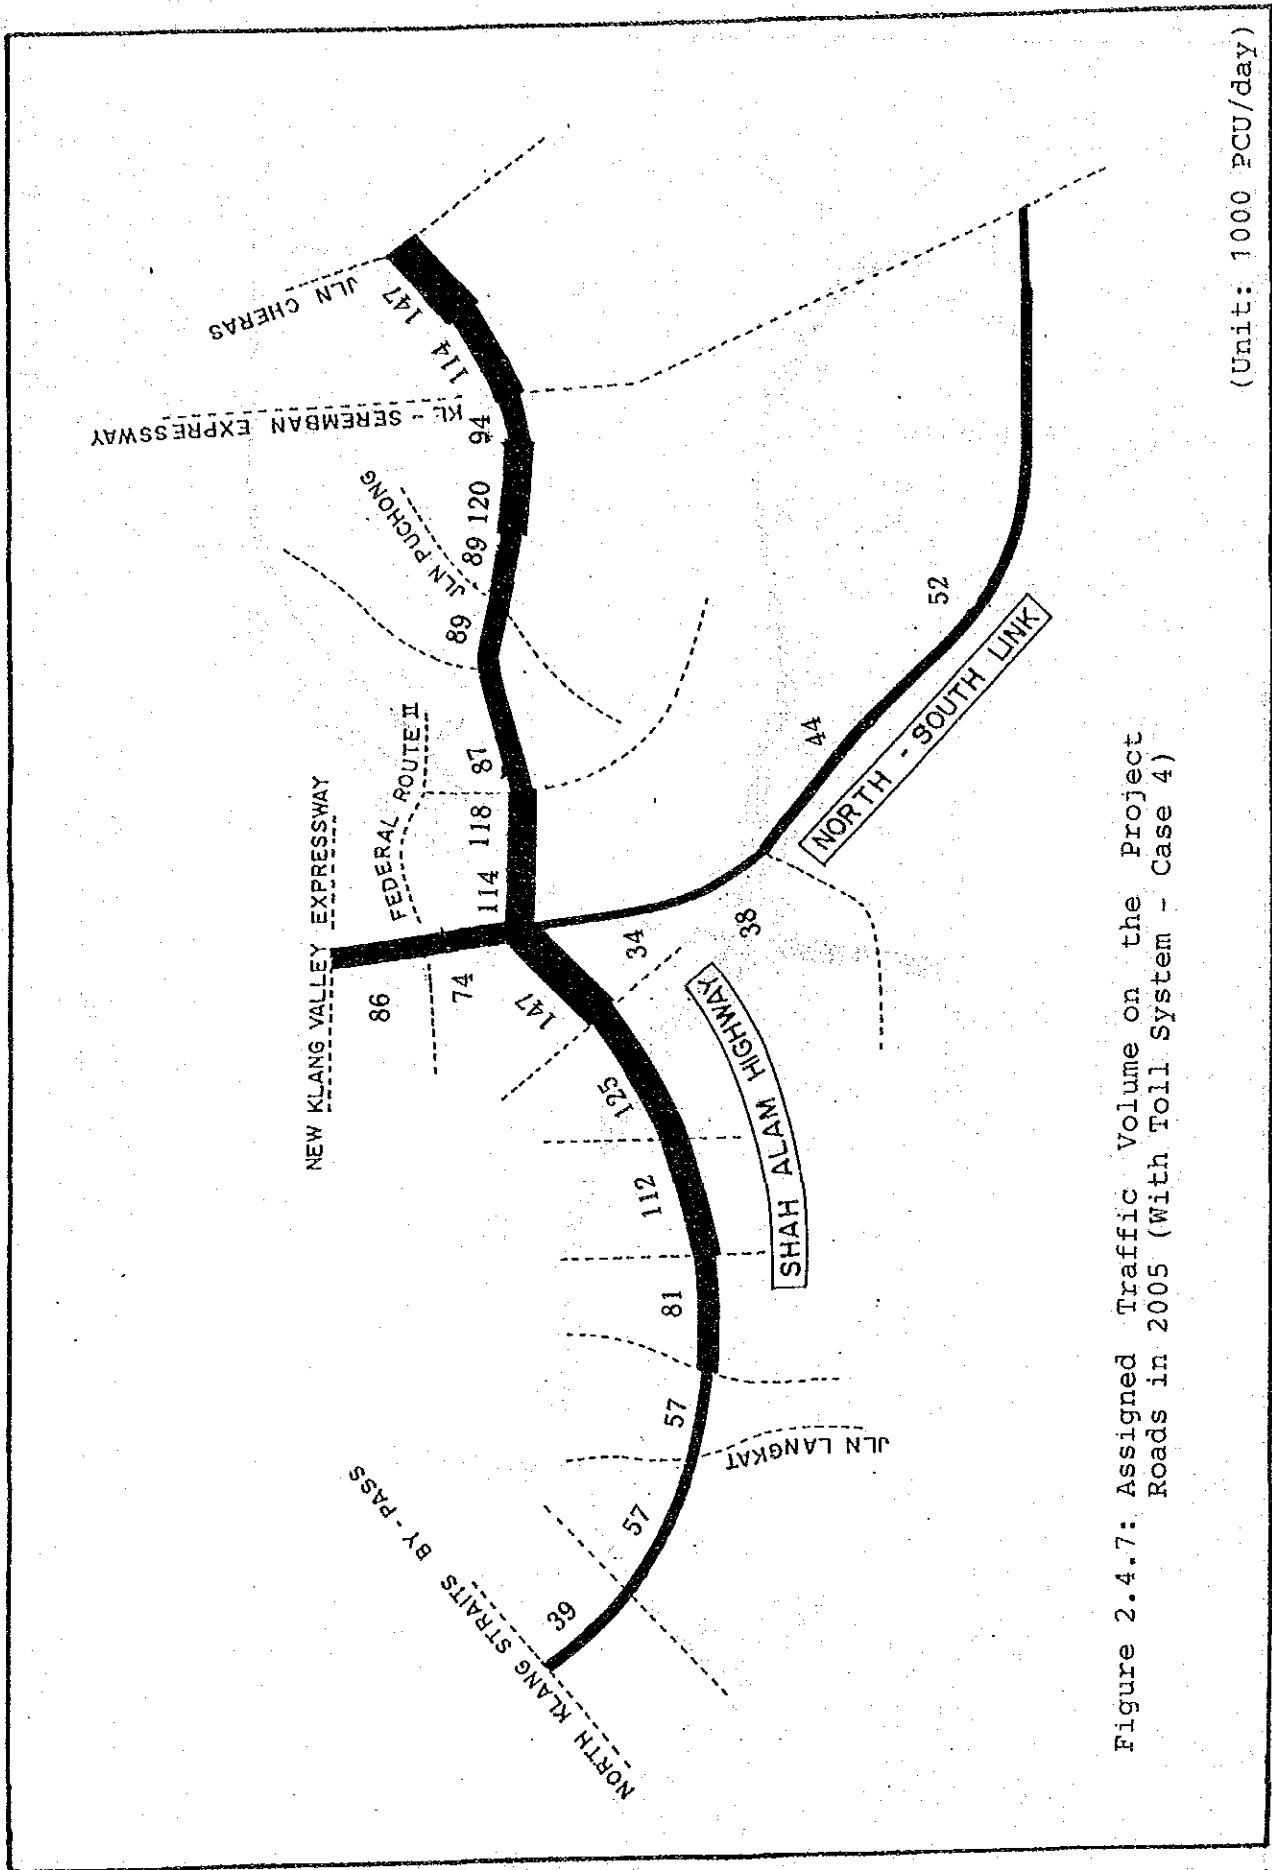 NEW KLANG VALLEY EXPRESSWAY
FEDERAL ROUTE II
JLN PUCHONG
KL - SEREMBAN EXPRESSWAY
JLN CHERAS
NORTH KLANG STRAITS BY-PASS
JLN LANGKAT
39
57
57
81
112
125
147
86
74
114
118
87
89
89
120
94
114
147
34
38
44
52
SHAH ALAM HIGHWAY
NORTH - SOUTH LINK
(Unit: 1000 PCU/day)
Figure 2.4.7: Assigned Traffic Volume on the Project
Roads in 2005 (With Toll System - Case 4)